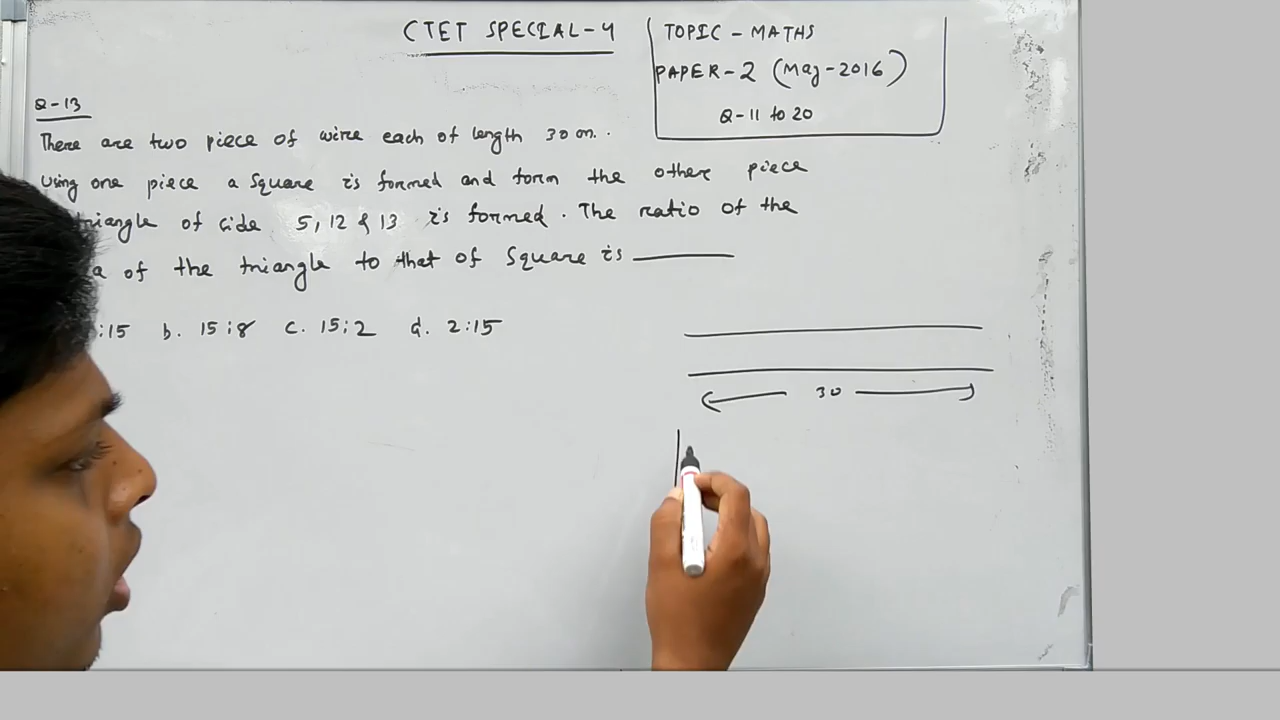 CTET SPECIAL-4
TOPIC - MATHS
PAPER-2 (May-2016)
Q-11 to 20
Q-13
There are two piece of wire each of length 30 cm.
Using one piece a square is formed and form the other piece
triangle of side 5, 12 & 13 is formed. The ratio of the
a of the triangle to that of square is ______
:15 b. 15:8 c. 15:2 d. 2:15
30